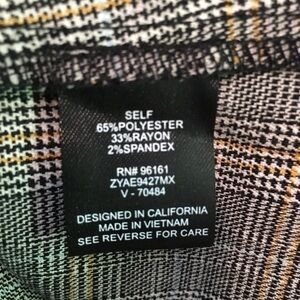 SELF
65%POLYESTER
33%RAYON
2%SPANDEX
RN# 96161
ZYAE9427MX
V - 70484
DESIGNED IN CALIFORNIA
MADE IN VIETNAM
SEE REVERSE FOR CARE